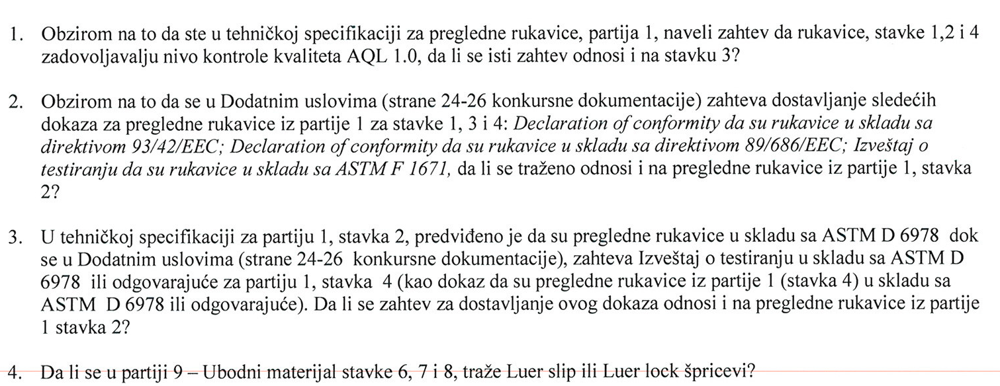 1. Obzirom na to da ste u tehničkoj specifikaciji za pregledne rukavice, partija 1, naveli zahtev da rukavice, stavke 1,2 i 4
zadovoljavalju nivo kontrole kvaliteta AQL 1.0, da li se isti zahtev odnosi i na stavku 3?
2. Obzirom na to da se u Dodatnim uslovima (strane 24-26 konkursne dokumentacije) zahteva dostavljanje sledećih
dokaza za pregledne rukavice iz partije 1 za stavke 1, 3 i 4: Declaration of conformity da su rukavice u skladu sa
direktivom 93/42/EEC; Declaration of conformity da su rukavice u skladu sa direktivom 89/686/EEC; Izveštaj o
testiranju da su rukavice u skladu sa ASTM F 1671, da li se traženo odnosi i na pregledne rukavice iz partije 1, stavka
2?
3. U tehničkoj specifikaciji za partiju 1, stavka 2, predviđeno je da su pregledne rukavice u skladu sa ASTM D 6978 dok
se u Dodatnim uslovima (strane 24-26 konkursne dokumentacije), zahteva Izveštaj o testiranju u skladu sa ASTM D
6978 ili odgovarajuće za partiju 1, stavka 4 (kao dokaz da su pregledne rukavice iz partije 1 (stavka 4) u skladu sa
ASTM D 6978 ili odgovarajuće). Da li se zahtev za dostavljanje ovog dokaza odnosi i na pregledne rukavice iz partije
1 stavka 2?
4. Da li se u partiji 9 – Ubodni materijal stavke 6, 7 i 8, traže Luer slip ili Luer lock špricevi?